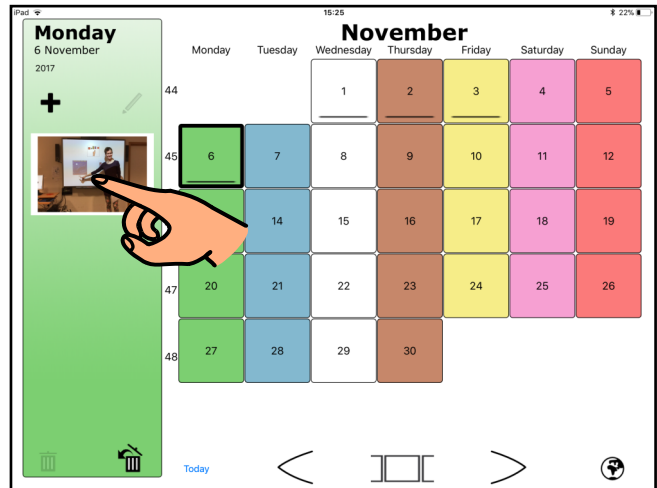 iPad 15:25 22%
Monday
6 November
2017
November
Monday Tuesday Wednesday Thursday Friday Saturday Sunday
44 1 2 3 4 5
45 6 7 8 9 10 11 12
14 15 16 17 18 19
47 20 21 22 23 24 25 26
48 27 28 29 30
Today